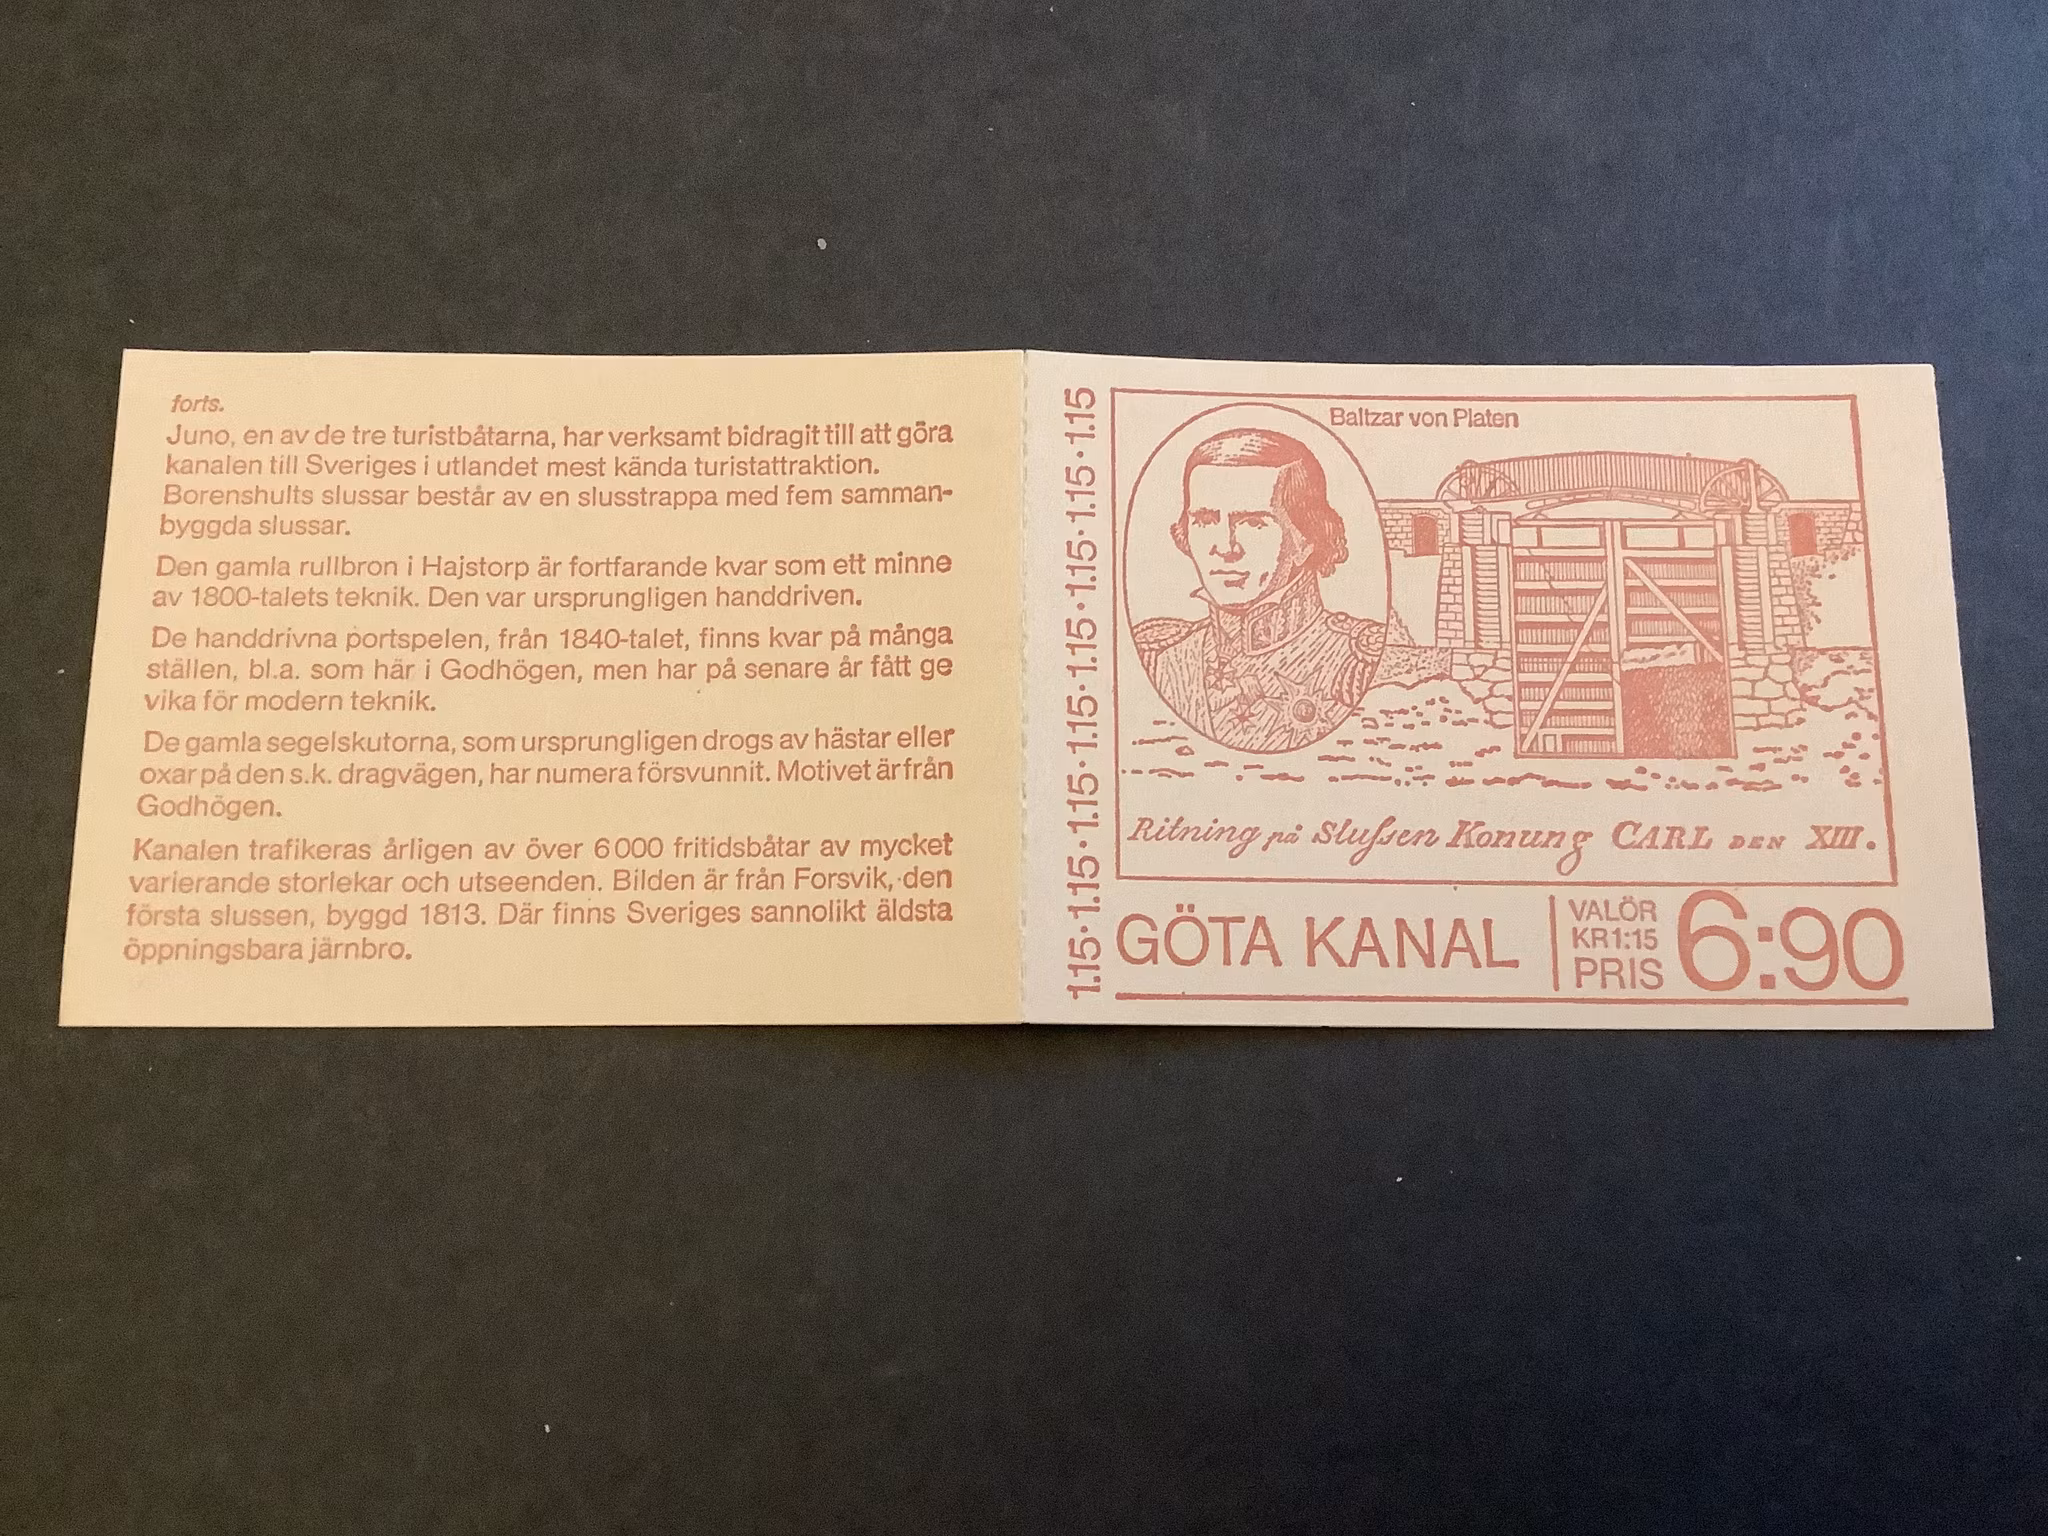 forts.
Juno, en av de tre turistbåtarna, har verksamt bidragit till att göra
kanalen till Sveriges i utlandet mest kända turistattraktion.
Borenshults slussar består av en slusstrappa med fem samman-
byggda slussar.
Den gamla rullbron i Hajstorp är fortfarande kvar som ett minne
av 1800-talets teknik. Den var ursprungligen handdriven.
De handdrivna portspelen, från 1840-talet, finns kvar på många
ställen, bl.a. som här i Godhögen, men har på senare år fått ge
vika för modern teknik.
De gamla segelskutorna, som ursprungligen drogs av hästar eller
oxar på den s.k. dragvägen, har numera försvunnit. Motivet är från
Godhögen.
Kanalen trafikeras årligen av över 6000 fritidsbåtar av mycket
varierande storlekar och utseenden. Bilden är från Forsvik, den
första slussen, byggd 1813. Där finns Sveriges sannolikt äldsta
öppningsbara järnbro.
1.15·1.15·1.15·1.15·1.15·1.15·1.15·1.15
Baltzar von Platen
Ritning på Slußen Konung CARL DEN XIII.
GÖTA KANAL
VALÖR
KR1:15
PRIS
6:90